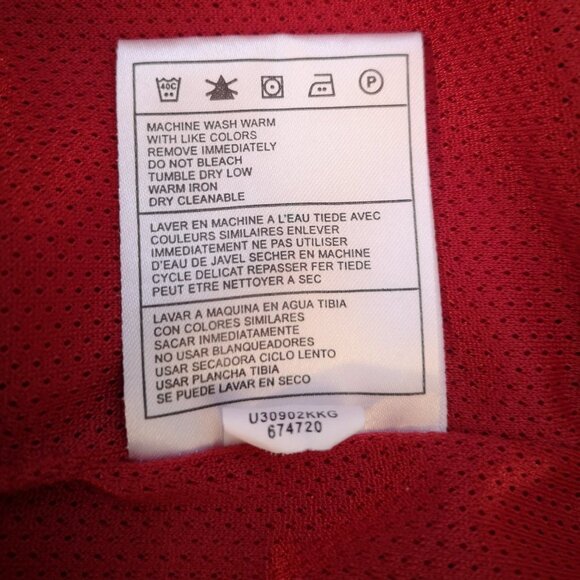 40C
P
MACHINE WASH WARM
WITH LIKE COLORS
REMOVE IMMEDIATELY
DO NOT BLEACH
TUMBLE DRY LOW
WARM IRON
DRY CLEANABLE
LAVER EN MACHINE A L'EAU TIEDE AVEC
COULEURS SIMILAIRES ENLEVER
IMMEDIATEMENT NE PAS UTILISER
D'EAU DE JAVEL SECHER EN MACHINE
CYCLE DELICAT REPASSER FER TIEDE
PEUT ETRE NETTOYER A SEC
LAVAR A MAQUINA EN AGUA TIBIA
CON COLORES SIMILARES
SACAR INMEDIATAMENTE
NO USAR BLANQUEADORES
USAR SECADORA CICLO LENTO
USAR PLANCHA TIBIA
SE PUEDE LAVAR EN SECO
U30902KKG
674720